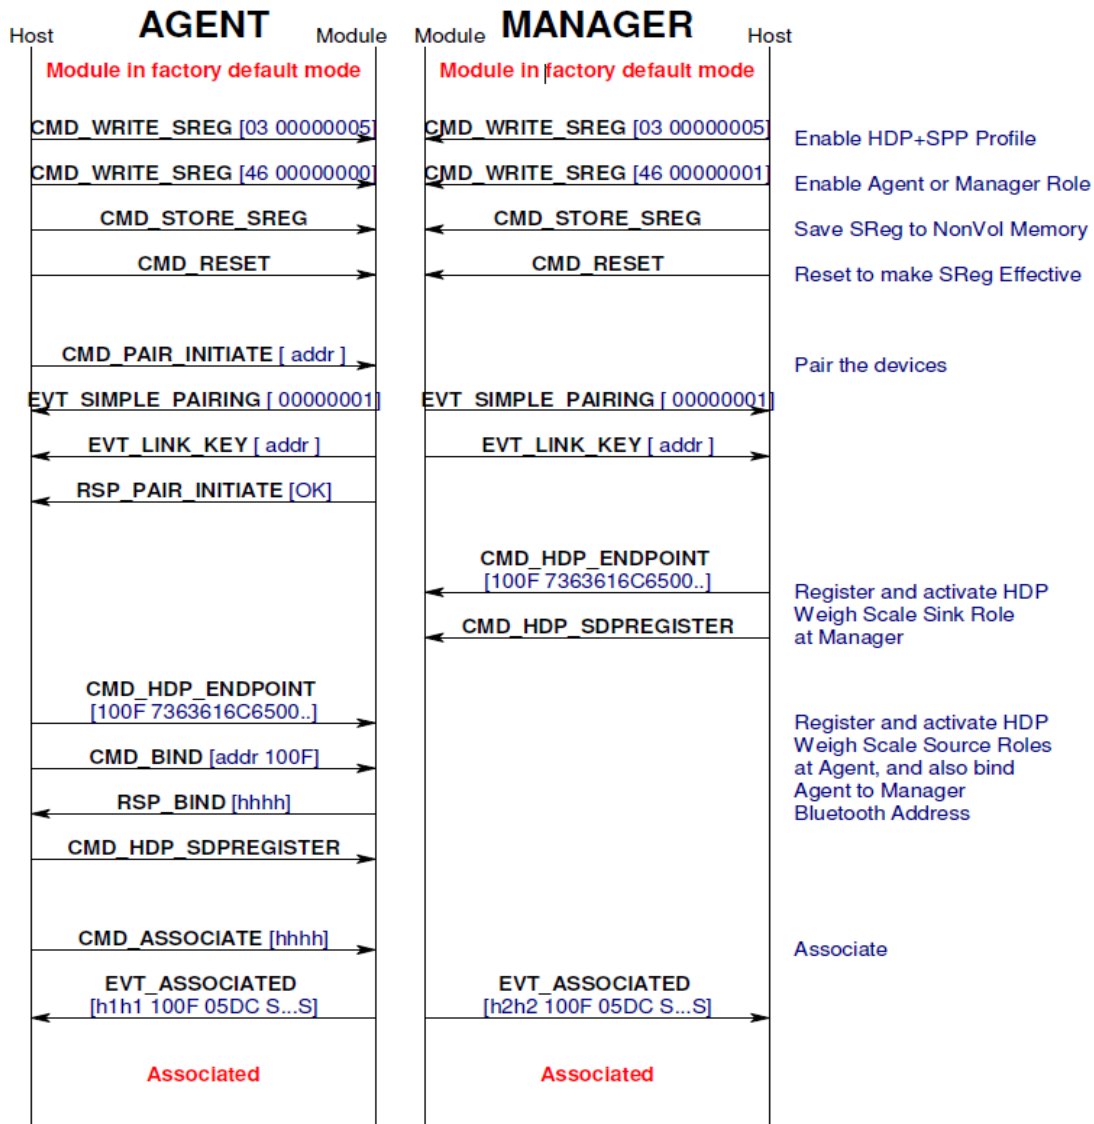 AGENT MANAGER
Host Module Module Host
Module in factory default mode Module in factory default mode
CMD_WRITE_SREG [03 00000005] CMD_WRITE_SREG [03 00000005]
Enable HDP+SPP Profile
CMD_WRITE_SREG [46 00000000] CMD_WRITE_SREG [46 00000001]
Enable Agent or Manager Role
CMD_STORE_SREG CMD_STORE_SREG
Save SReg to NonVol Memory
CMD_RESET CMD_RESET
Reset to make SReg Effective
CMD_PAIR_INITIATE [ addr ]
Pair the devices
EVT_SIMPLE_PAIRING [ 00000001] EVT_SIMPLE_PAIRING [ 00000001]
EVT_LINK_KEY [ addr ] EVT_LINK_KEY [ addr ]
RSP_PAIR_INITIATE [OK]
CMD_HDP_ENDPOINT
[100F 7363616C6500..]
CMD_HDP_SDPREGISTER
Register and activate HDP
Weigh Scale Sink Role
at Manager
CMD_HDP_ENDPOINT
[100F 7363616C6500..]
CMD_BIND [addr 100F]
RSP_BIND [hhhh]
CMD_HDP_SDPREGISTER
Register and activate HDP
Weigh Scale Source Roles
at Agent, and also bind
Agent to Manager
Bluetooth Address
CMD_ASSOCIATE [hhhh]
Associate
EVT_ASSOCIATED EVT_ASSOCIATED
[h1h1 100F 05DC S...S] [h2h2 100F 05DC S...S]
Associated Associated